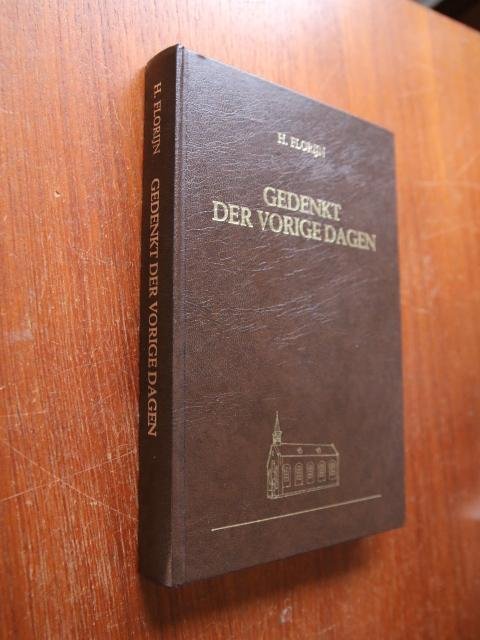 H. FLORIJN
GEDENKT
DER VORIGE DAGEN
H. FLORIJN GEDENKT DER VORIGE DAGEN